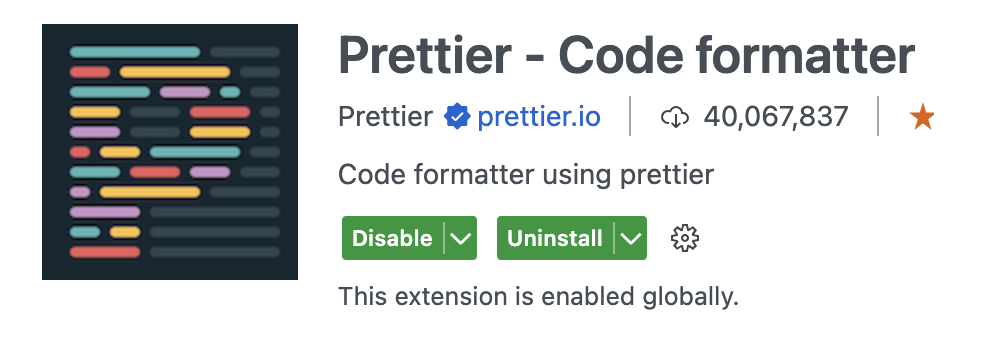 Prettier - Code formatter
Prettier prettier.io 40,067,837
Code formatter using prettier
Disable Uninstall
This extension is enabled globally.